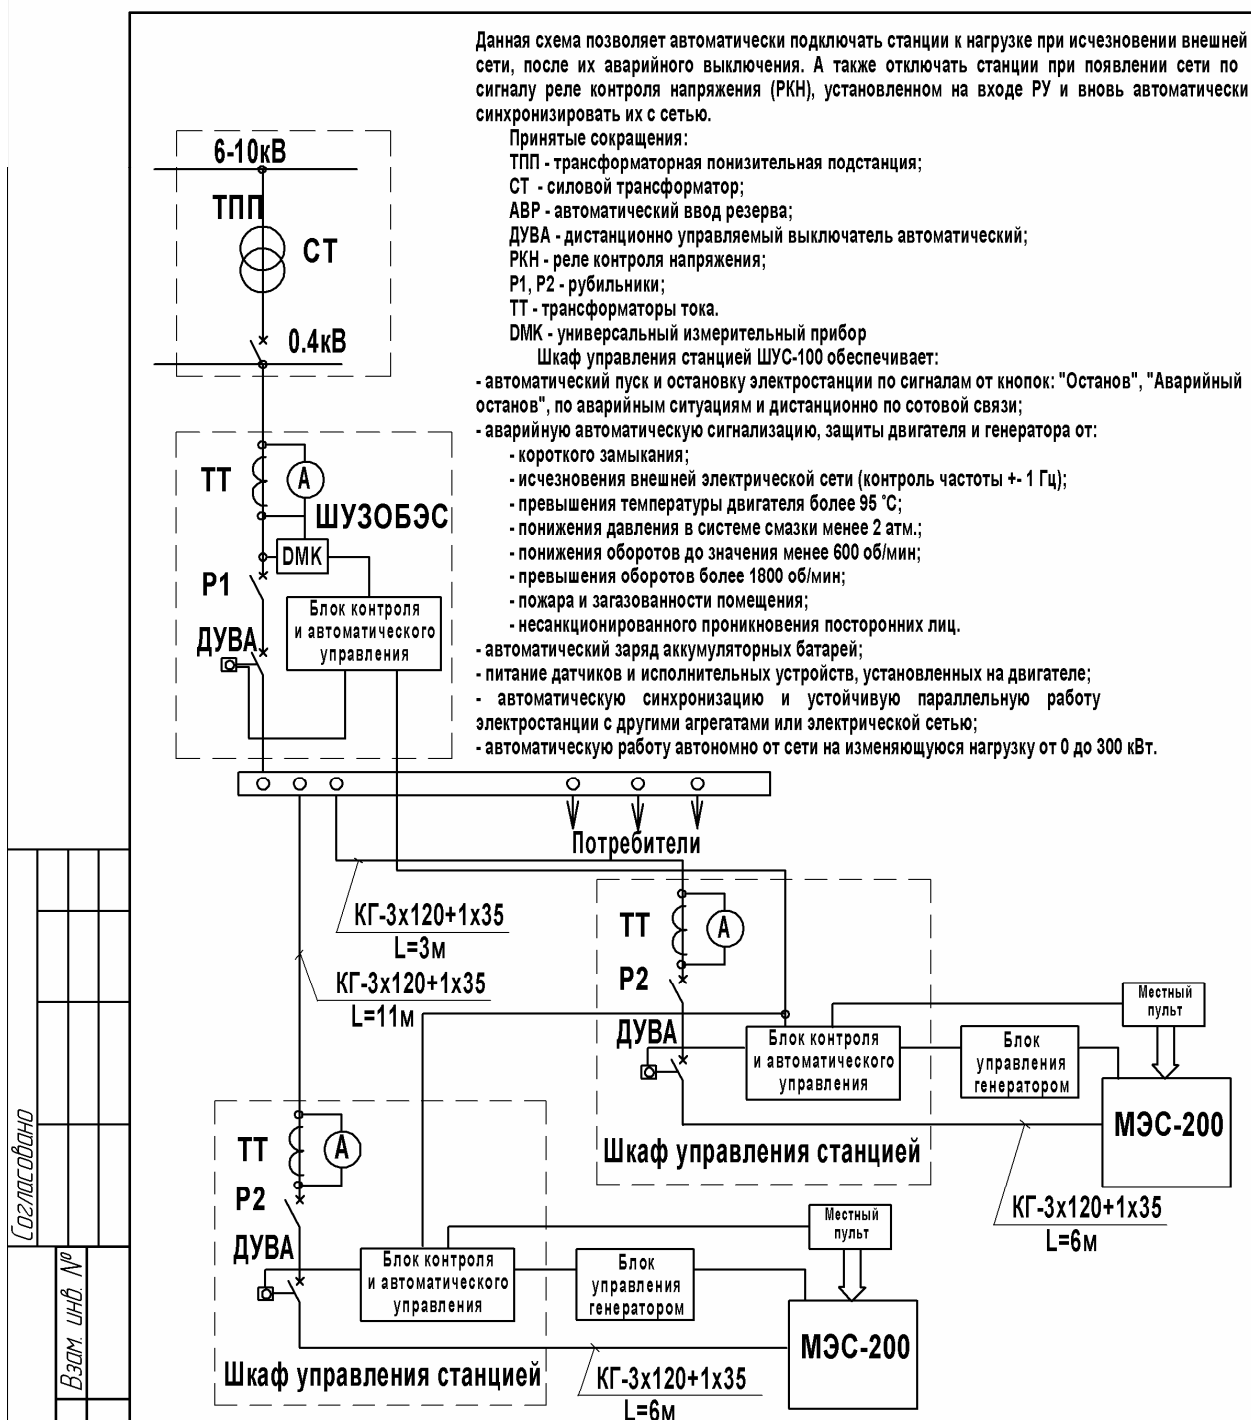 Данная схема позволяет автоматически подключать станции к нагрузке при исчезновении внешней
сети, после их аварийного выключения. А также отключать станции при появлении сети по
сигналу реле контроля напряжения (РКН), установленном на входе РУ и вновь автоматически
синхронизировать их с сетью.
Принятые сокращения:
ТПП - трансформаторная понизительная подстанция;
СТ - силовой трансформатор;
АВР - автоматический ввод резерва;
ДУВА - дистанционно управляемый выключатель автоматический;
РКН - реле контроля напряжения;
Р1, Р2 - рубильники;
ТТ - трансформаторы тока.
DMK - универсальный измерительный прибор
Шкаф управления станцией ШУС-100 обеспечивает:
- автоматический пуск и остановку электростанции по сигналам от кнопок: "Останов", "Аварийный
останов", по аварийным ситуациям и дистанционно по сотовой связи;
- аварийную автоматическую сигнализацию, защиты двигателя и генератора от:
- короткого замыкания;
- исчезновения внешней электрической сети (контроль частоты +- 1 Гц);
- превышения температуры двигателя более 95 °С;
- понижения давления в системе смазки менее 2 атм.;
- понижения оборотов до значения менее 600 об/мин;
- превышения оборотов более 1800 об/мин;
- пожара и загазованности помещения;
- несанкционированного проникновения посторонних лиц.
- автоматический заряд аккумуляторных батарей;
- питание датчиков и исполнительных устройств, установленных на двигателе;
- автоматическую синхронизацию и устойчивую параллельную работу
электростанции с другими агрегатами или электрической сетью;
- автоматическую работу автономно от сети на изменяющуюся нагрузку от 0 до 300 кВт.
6-10кВ
ТПП
СТ
0.4кВ
ТТ
А
ШУЗОБЭС
DMK
Р1
Блок контроля
и автоматического
управления
ДУВА
Потребители
КГ-3х120+1х35
L=3м
КГ-3х120+1х35
L=11м
ТТ
А
Р2
ДУВА
Блок контроля
и автоматического
управления
Блок
управления
генератором
Местный
пульт
МЭС-200
Шкаф управления станцией
КГ-3х120+1х35
L=6м
ТТ
А
Р2
ДУВА
Блок контроля
и автоматического
управления
Блок
управления
генератором
Местный
пульт
МЭС-200
Шкаф управления станцией
КГ-3х120+1х35
L=6м
Согласовано
Взам. инв. №